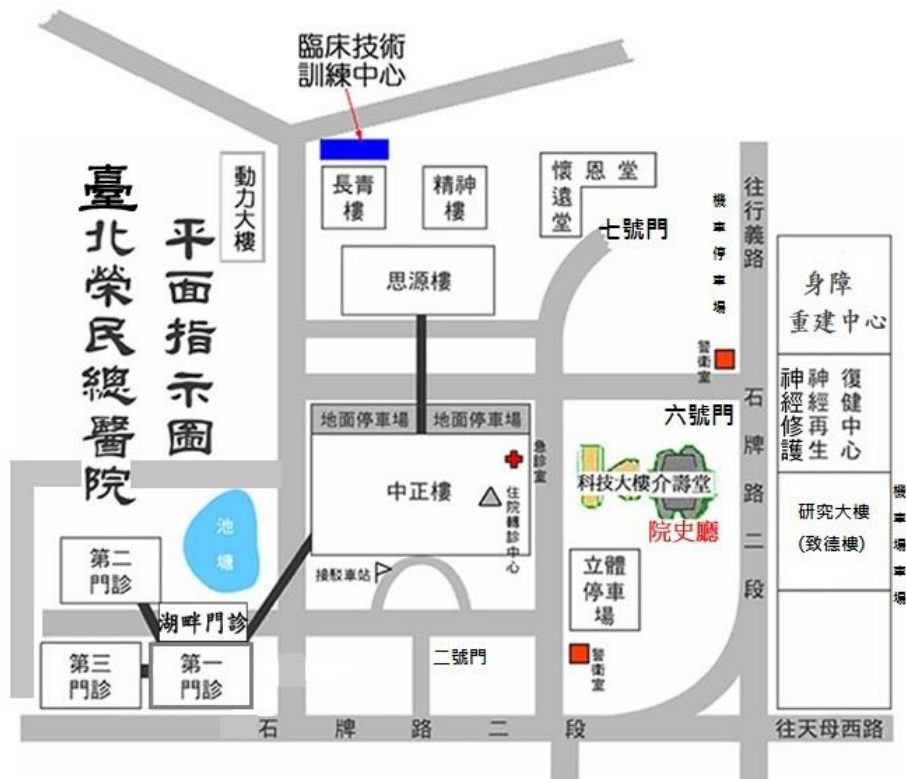 臨床技術
訓練中心
臺北榮民總醫院
平面指示圖
動力大樓
長青
樓
精神
樓
懷恩堂
遠
堂
七號門
機車停車場
往行義路
思源樓
身障
重建中心
警衛室
六號門
復健中心
神經再生
神經修護
地面停車場
地面停車場
急診室
中正樓
住院轉診中心
科技大樓
介壽堂
院史廳
石牌路二段
研究大樓
(致德樓)
機車場車場
池塘
第二
門診
接駁車站
立體
停車
場
湖畔門診
第三
門診
第一
門診
二號門
警衛室
石牌路二段
往天母西路